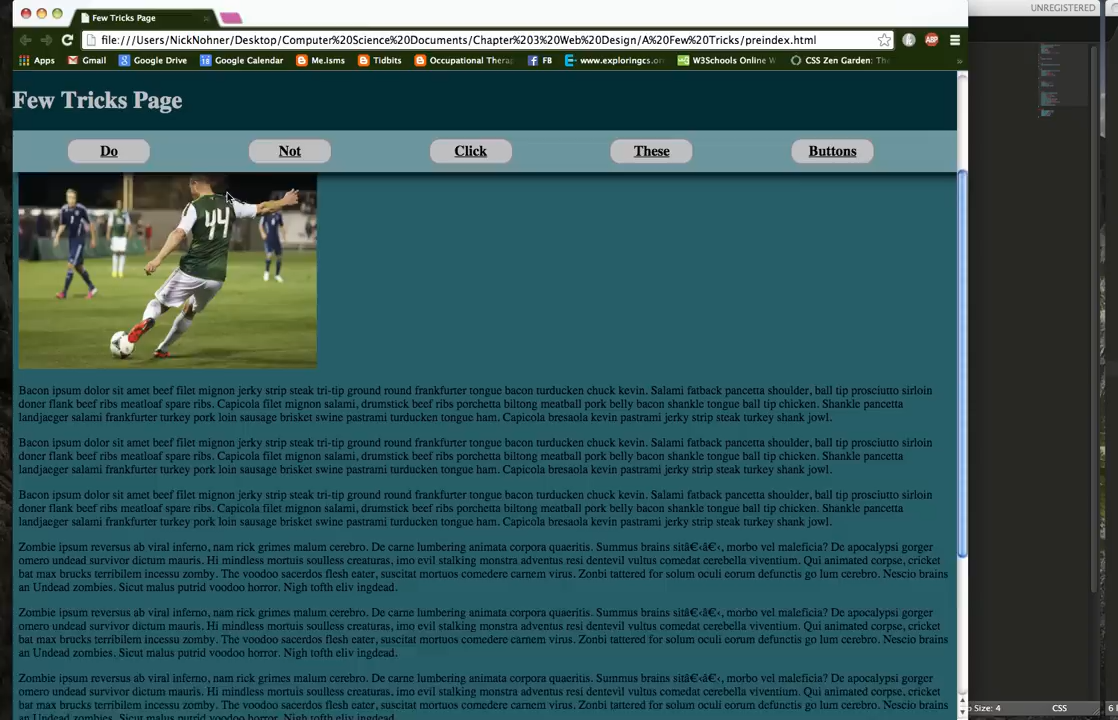 UNREGISTERED
Few Tricks Page
file:///Users/NickNohner/Desktop/Computer%20Science%20Documents/Chapter%203%20Web%20Design/A%20Few%20Tricks/preindex.html
ABP
Apps Gmail Google Drive 18 Google Calendar Me.isms Tidbits Occupational Thera FB www.exploringcs.or W3Schools Online W CSS Zen Garden: The »
Few Tricks Page
Do Not Click These Buttons
44
Bacon ipsum dolor sit amet beef filet mignon jerky strip steak tri-tip ground round frankfurter tongue bacon turducken chuck kevin. Salami fatback pancetta shoulder, ball tip prosciutto sirloin
doner flank beef ribs meatloaf spare ribs. Capicola filet mignon salami, drumstick beef ribs porchetta biltong meatball pork belly bacon shankle tongue ball tip chicken. Shankle pancetta
landjaeger salami frankfurter turkey pork loin sausage brisket swine pastrami turducken tongue ham. Capicola bresaola kevin pastrami jerky strip steak turkey shank jowl.
Bacon ipsum dolor sit amet beef filet mignon jerky strip steak tri-tip ground round frankfurter tongue bacon turducken chuck kevin. Salami fatback pancetta shoulder, ball tip prosciutto sirloin
doner flank beef ribs meatloaf spare ribs. Capicola filet mignon salami, drumstick beef ribs porchetta biltong meatball pork belly bacon shankle tongue ball tip chicken. Shankle pancetta
landjaeger salami frankfurter turkey pork loin sausage brisket swine pastrami turducken tongue ham. Capicola bresaola kevin pastrami jerky strip steak turkey shank jowl.
Bacon ipsum dolor sit amet beef filet mignon jerky strip steak tri-tip ground round frankfurter tongue bacon turducken chuck kevin. Salami fatback pancetta shoulder, ball tip prosciutto sirloin
doner flank beef ribs meatloaf spare ribs. Capicola filet mignon salami, drumstick beef ribs porchetta biltong meatball pork belly bacon shankle tongue ball tip chicken. Shankle pancetta
landjaeger salami frankfurter turkey pork loin sausage brisket swine pastrami turducken tongue ham. Capicola bresaola kevin pastrami jerky strip steak turkey shank jowl.
Zombie ipsum reversus ab viral inferno, nam rick grimes malum cerebro. De carne lumbering animata corpora quaeritis. Summus brains sitâ€‹â€‹, morbo vel maleficia? De apocalypsi gorger
omero undead survivor dictum mauris. Hi mindless mortuis soulless creaturas, imo evil stalking monstra adventus resi dentevil vultus comedat cerebella viventium. Qui animated corpse, cricket
bat max brucks terribilem incessu zomby. The voodoo sacerdos flesh eater, suscitat mortuos comedere carnem virus. Zonbi tattered for solum oculi eorum defunctis go lum cerebro. Nescio brains
an Undead zombies. Sicut malus putrid voodoo horror. Nigh tofth eliv ingdead.
Zombie ipsum reversus ab viral inferno, nam rick grimes malum cerebro. De carne lumbering animata corpora quaeritis. Summus brains sitâ€‹â€‹, morbo vel maleficia? De apocalypsi gorger
omero undead survivor dictum mauris. Hi mindless mortuis soulless creaturas, imo evil stalking monstra adventus resi dentevil vultus comedat cerebella viventium. Qui animated corpse, cricket
bat max brucks terribilem incessu zomby. The voodoo sacerdos flesh eater, suscitat mortuos comedere carnem virus. Zonbi tattered for solum oculi eorum defunctis go lum cerebro. Nescio brains
an Undead zombies. Sicut malus putrid voodoo horror. Nigh tofth eliv ingdead.
Zombie ipsum reversus ab viral inferno, nam rick grimes malum cerebro. De carne lumbering animata corpora quaeritis. Summus brains sitâ€‹â€‹, morbo vel maleficia? De apocalypsi gorger
omero undead survivor dictum mauris. Hi mindless mortuis soulless creaturas, imo evil stalking monstra adventus resi dentevil vultus comedat cerebella viventium. Qui animated corpse, cricket
bat max brucks terribilem incessu zomby. The voodoo sacerdos flesh eater, suscitat mortuos comedere carnem virus. Zonbi tattered for solum oculi eorum defunctis go lum cerebro. Nescio brains
an Undead zombies. Sicut malus putrid voodoo horror. Nigh tofth eliv ingdead.
Size: 4 CSS 6